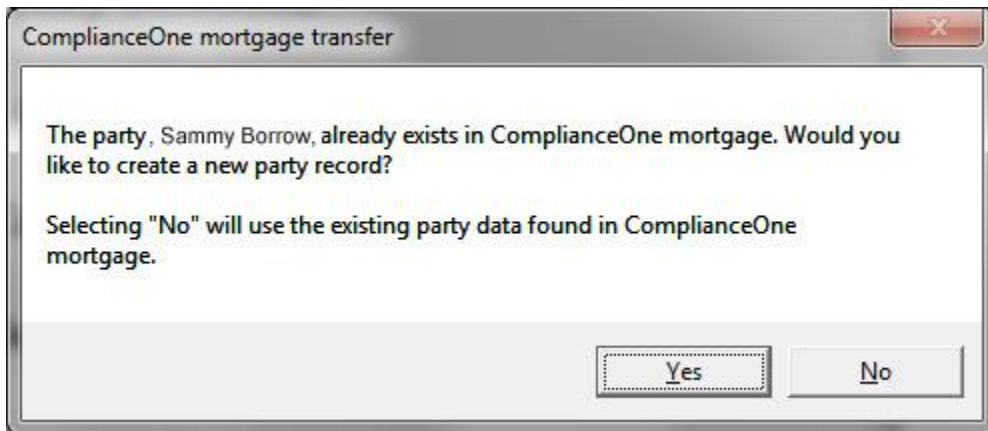 ComplianceOne mortgage transfer
The party, Sammy Borrow, already exists in ComplianceOne mortgage. Would you
like to create a new party record?
Selecting "No" will use the existing party data found in ComplianceOne
mortgage.
Yes
No